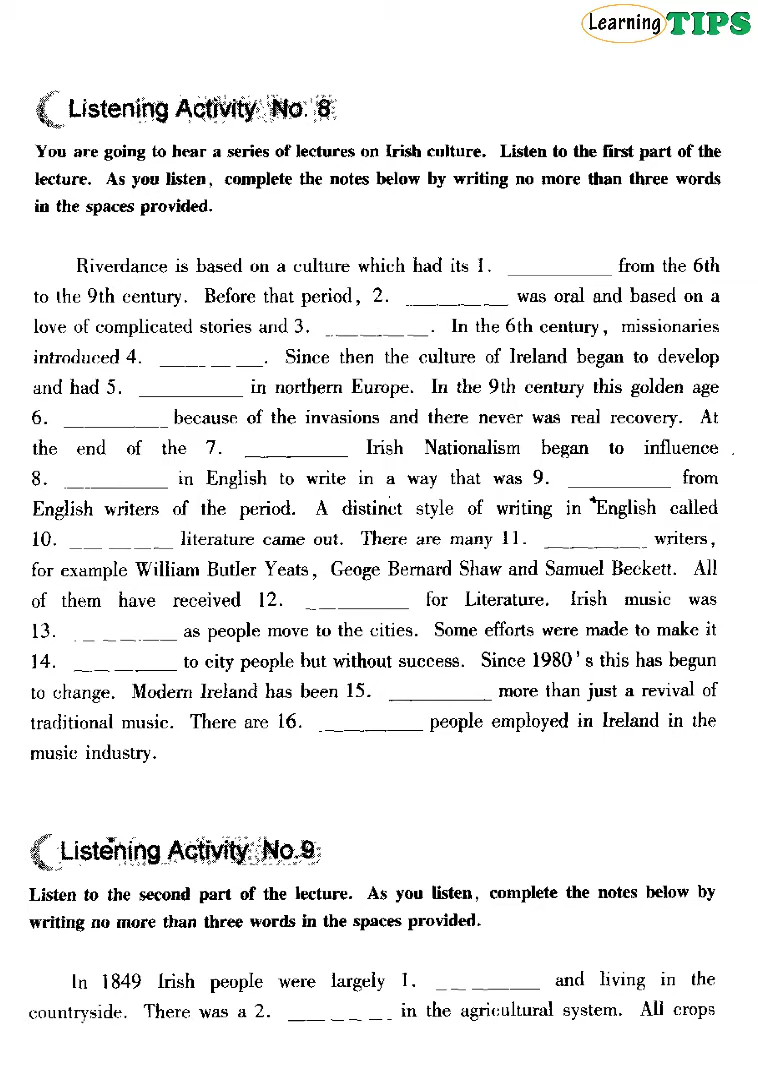 Learning TIPS
Listening Activity No. 8
You are going to hear a series of lectures on Irish culture. Listen to the first part of the
lecture. As you listen, complete the notes below by writing no more than three words
in the spaces provided.
Riverdance is based on a culture which had its 1. __________ from the 6th
to the 9th century. Before that period, 2. __________ was oral and based on a
love of complicated stories and 3. __________. In the 6th century, missionaries
introduced 4. __________. Since then the culture of Ireland began to develop
and had 5. __________ in northern Europe. In the 9th century this golden age
6. __________ because of the invasions and there never was real recovery. At
the end of the 7. __________ Irish Nationalism began to influence
8. __________ in English to write in a way that was 9. __________ from
English writers of the period. A distinct style of writing in English called
10. __________ literature came out. There are many 11. __________ writers,
for example William Butler Yeats, Geoge Bernard Shaw and Samuel Beckett. All
of them have received 12. __________ for Literature. Irish music was
13. __________ as people move to the cities. Some efforts were made to make it
14. __________ to city people but without success. Since 1980's this has begun
to change. Modern Ireland has been 15. __________ more than just a revival of
traditional music. There are 16. __________ people employed in Ireland in the
music industry.
Listening Activity No.9
Listen to the second part of the lecture. As you listen, complete the notes below by
writing no more than three words in the spaces provided.
In 1849 Irish people were largely 1. __________ and living in the
countryside. There was a 2. __________ in the agricultural system. All crops